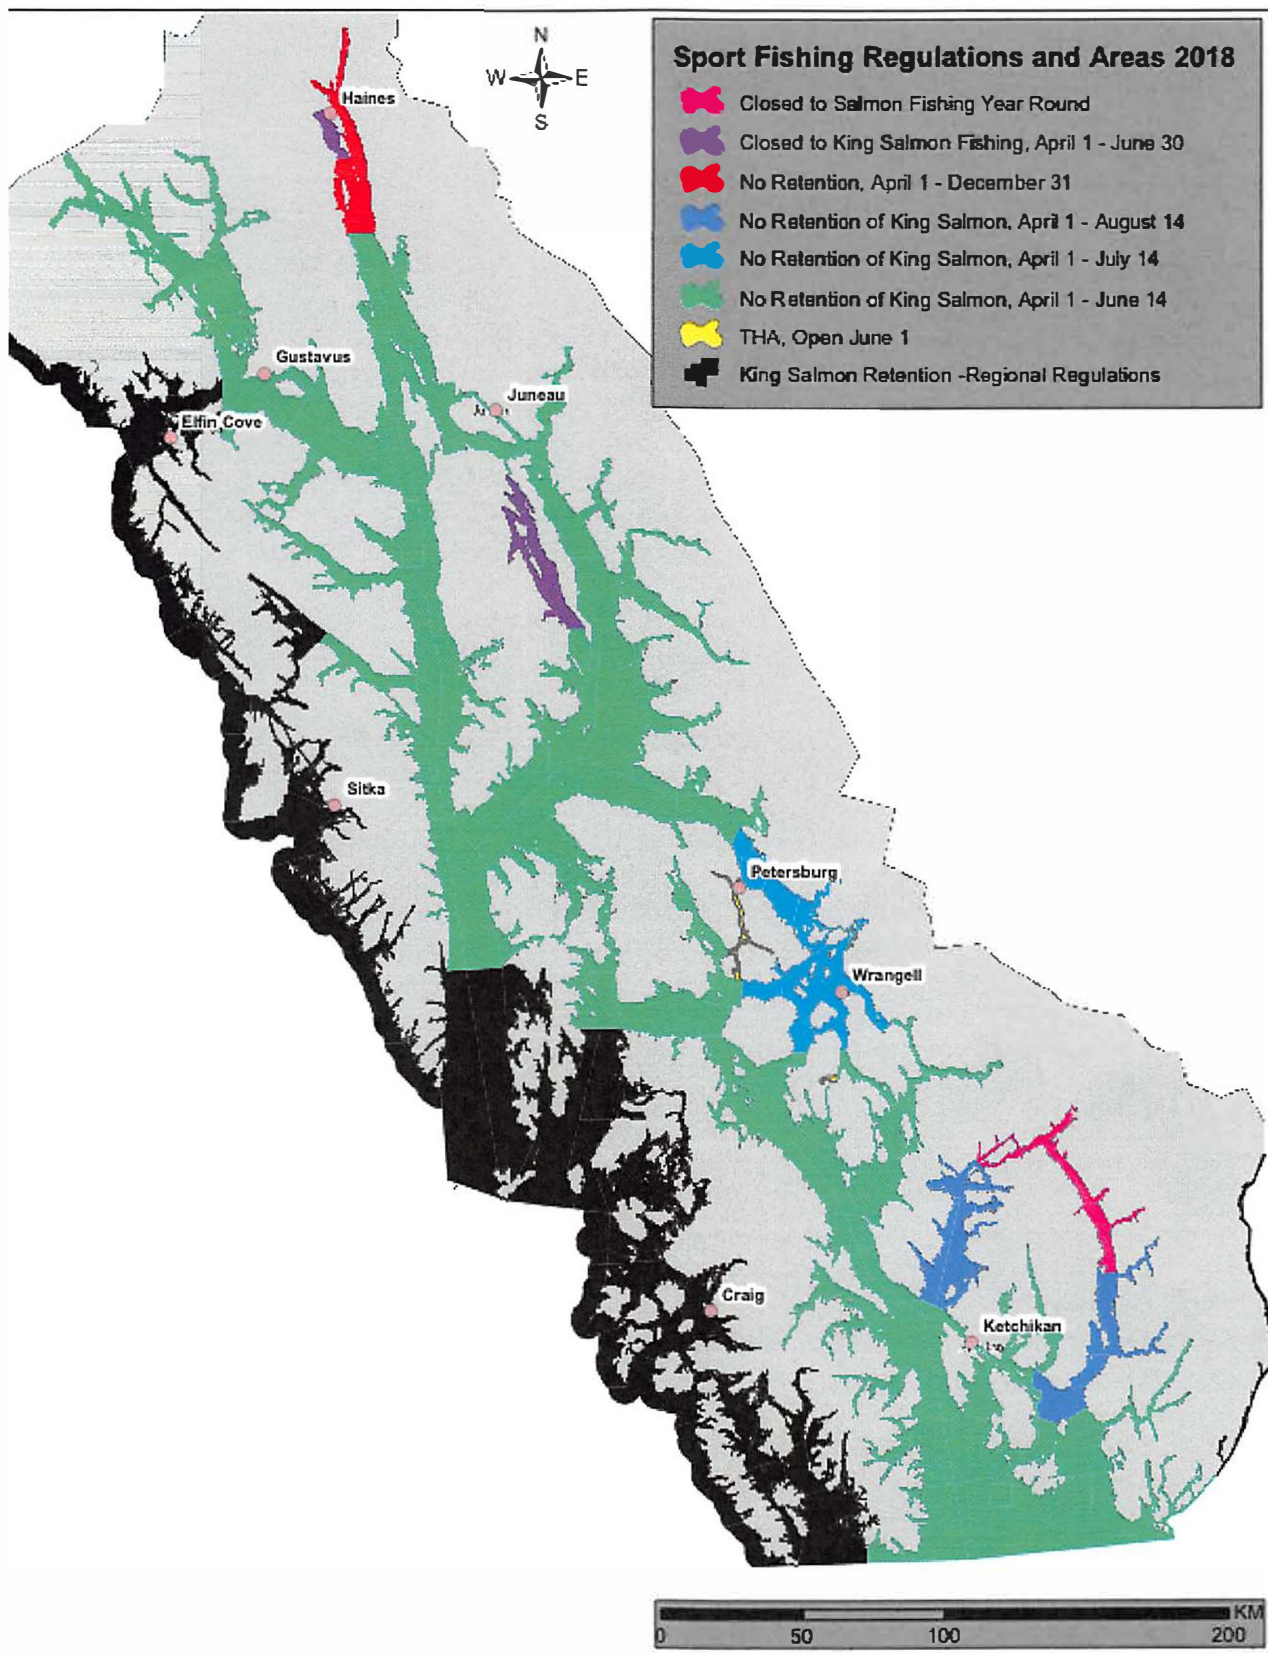 N
W E
S
Sport Fishing Regulations and Areas 2018
Closed to Salmon Fishing Year Round
Closed to King Salmon Fishing, April 1 - June 30
No Retention, April 1 - December 31
No Retention of King Salmon, April 1 - August 14
No Retention of King Salmon, April 1 - July 14
No Retention of King Salmon, April 1 - June 14
THA, Open June 1
King Salmon Retention -Regional Regulations
Haines
Gustavus
Juneau
Elfin Cove
Sitka
Petersburg
Wrangell
Craig
Ketchikan
KM
0 50 100 200